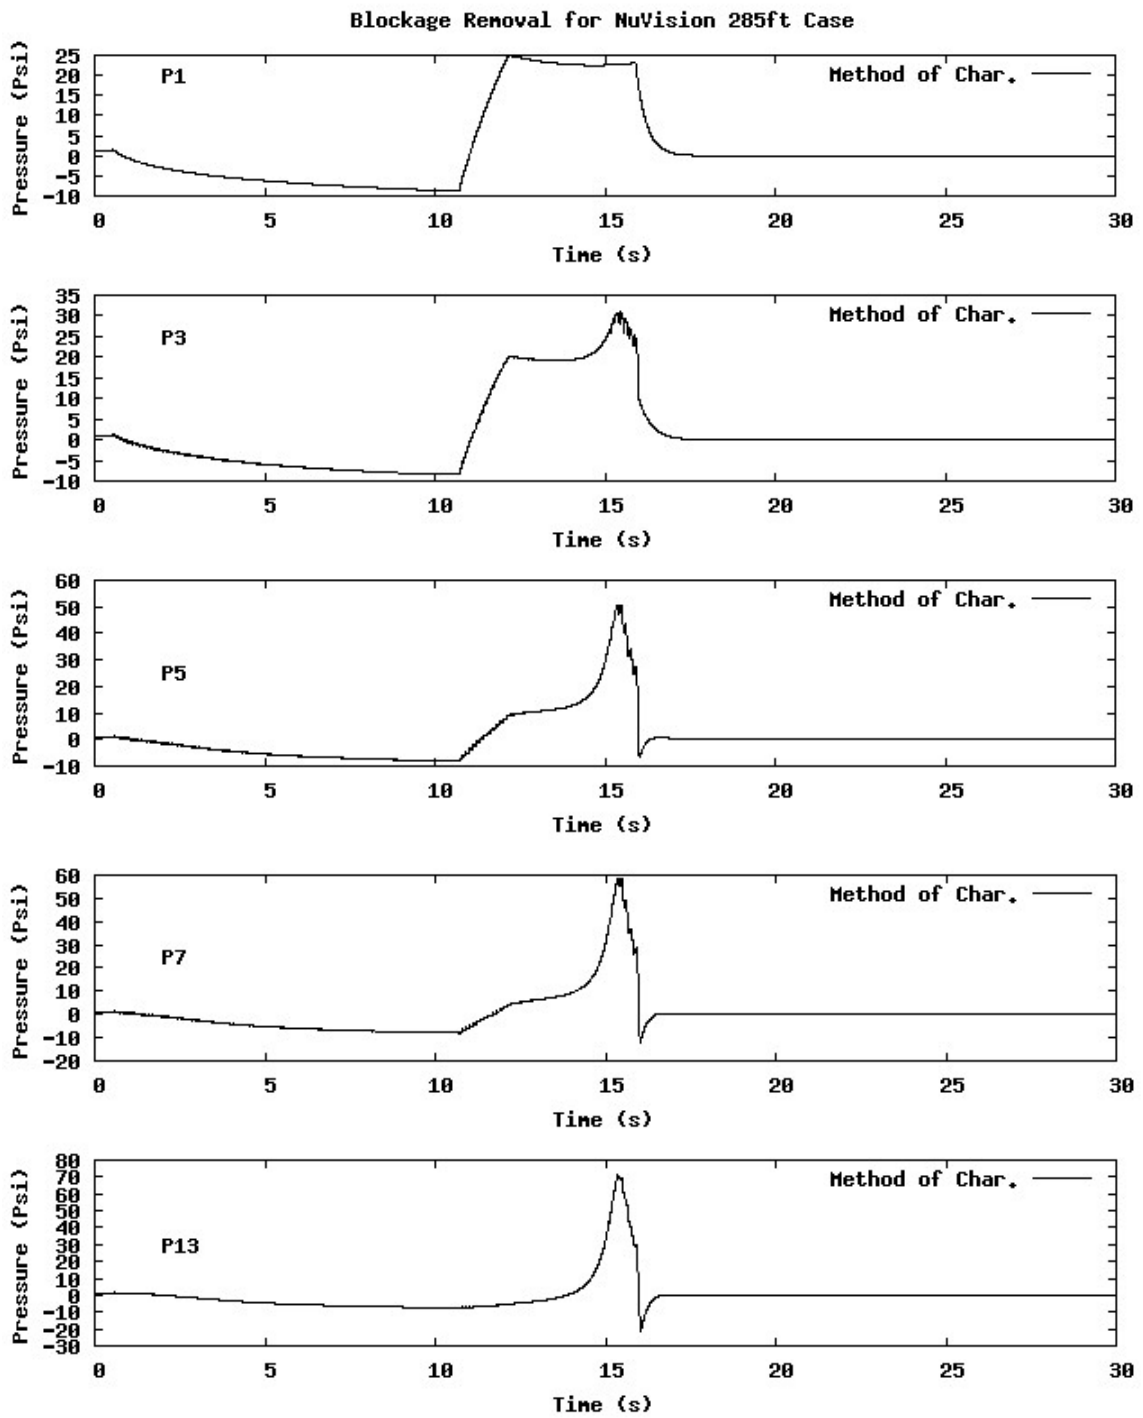 Blockage Removal for NuVision 285ft Case
Pressure (Psi)
25
20
15
10
5
0
-5
-10
P1
Method of Char.
0 5 10 15 20 25 30
Time (s)
Pressure (Psi)
35
30
25
20
15
10
5
0
-5
-10
P3
Method of Char.
0 5 10 15 20 25 30
Time (s)
Pressure (Psi)
60
50
40
30
20
10
0
-10
P5
Method of Char.
0 5 10 15 20 25 30
Time (s)
Pressure (Psi)
60
50
40
30
20
10
0
-10
-20
P7
Method of Char.
0 5 10 15 20 25 30
Time (s)
Pressure (Psi)
80
70
60
50
40
30
20
10
0
-10
-20
-30
P13
Method of Char.
0 5 10 15 20 25 30
Time (s)